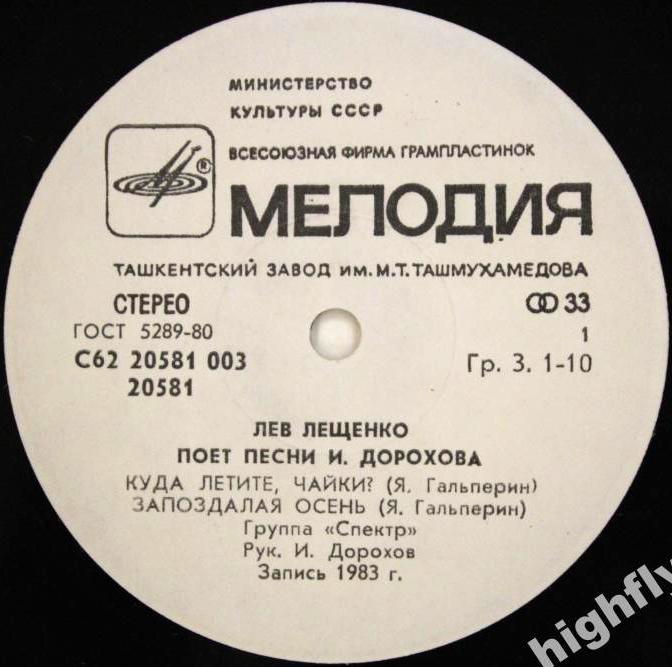 МИНИСТЕРСТВО
КУЛЬТУРЫ СССР
ВСЕСОЮЗНАЯ ФИРМА ГРАМПЛАСТИНОК
®
МЕЛОДИЯ
ТАШКЕНТСКИЙ ЗАВОД ИМ. М.Т. ТАШМУХАМЕДОВА
СТЕРЕО 33
ГОСТ 5289-80 1
С62 20581 003 Гр. 3. 1-10
20581
ЛЕВ ЛЕЩЕНКО
ПОЕТ ПЕСНИ И. ДОРОХОВА
КУДА ЛЕТИТЕ, ЧАЙКИ? (Я. Гальперин)
ЗАПОЗДАЛАЯ ОСЕНЬ (Я. Гальперин)
Группа «Спектр»
Рук. И. Дорохов
Запись 1983 г.
highfly